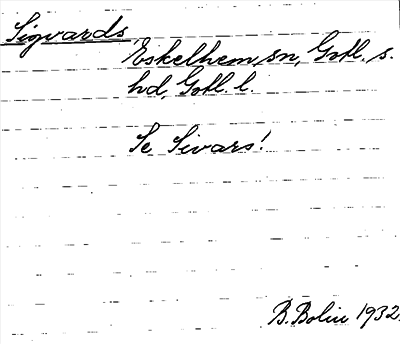 Sigvards
Eskelhem sn, Gotl. s.
hd, Gotl. l.
Se Sivars!
B. Bolin 1932.